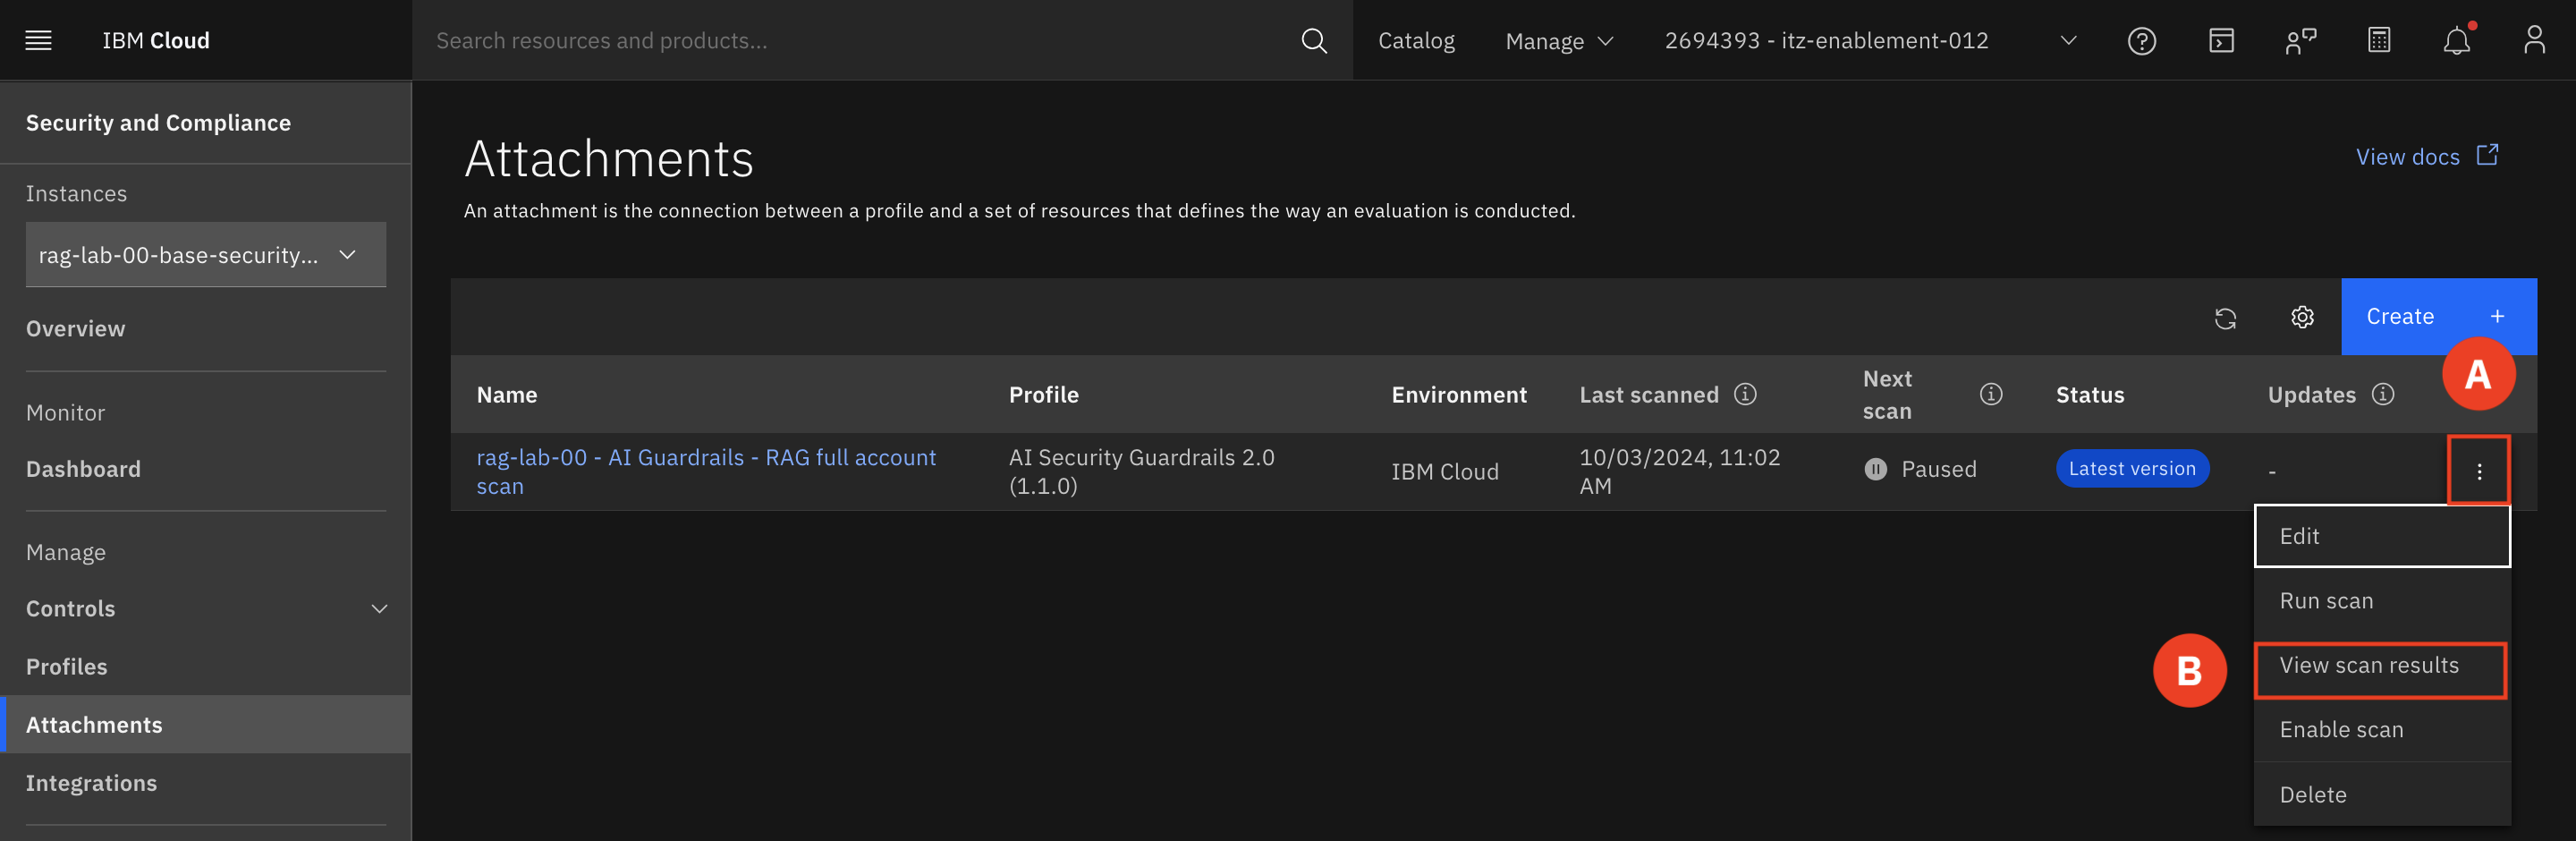 IBM Cloud
Search resources and products...
Catalog
Manage
2694393 - itz-enablement-012
Security and Compliance
Instances
rag-lab-00-base-security...
Overview
Monitor
Dashboard
Manage
Controls
Profiles
Attachments
Integrations
Attachments
View docs
An attachment is the connection between a profile and a set of resources that defines the way an evaluation is conducted.
Create +
A
Name
Profile
Environment
Last scanned
Next
scan
Status
Updates
rag-lab-00 - AI Guardrails - RAG full account
scan
AI Security Guardrails 2.0
(1.1.0)
IBM Cloud
10/03/2024, 11:02
AM
Paused
Latest version
-
Edit
Run scan
B
View scan results
Enable scan
Delete